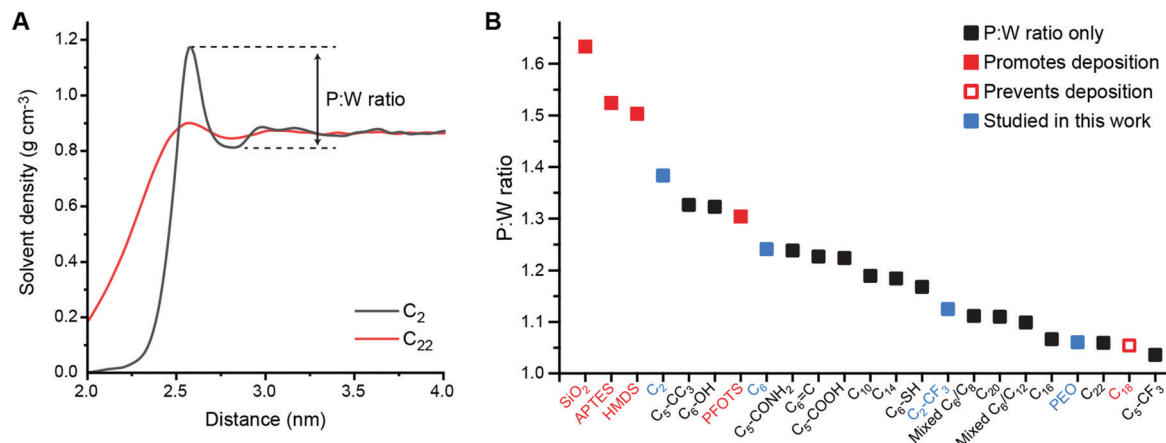 A
Solvent density (g cm⁻³)
1.2
1.0
0.8
0.6
0.4
0.2
0.0
P:W ratio
C₂
C₂₂
2.0 2.5 3.0 3.5 4.0
Distance (nm)
B
P:W ratio
1.6
1.5
1.4
1.3
1.2
1.1
1.0
P:W ratio only
Promotes deposition
Prevents deposition
Studied in this work
SiO₂
APTES
HMDS
C₂
C₅-CC₃
C₆-OH
PFOTS
C₆
C₅-CONH₂
C₆=C
C₅-COOH
C₁₀
C₁₄
C₆-SH
C₂-CF₃
Mixed C₆/C₈
C₂₀
Mixed C₆/C₁₂
C₁₆
PEO
C₂₂
C₁₈
C₅-CF₃